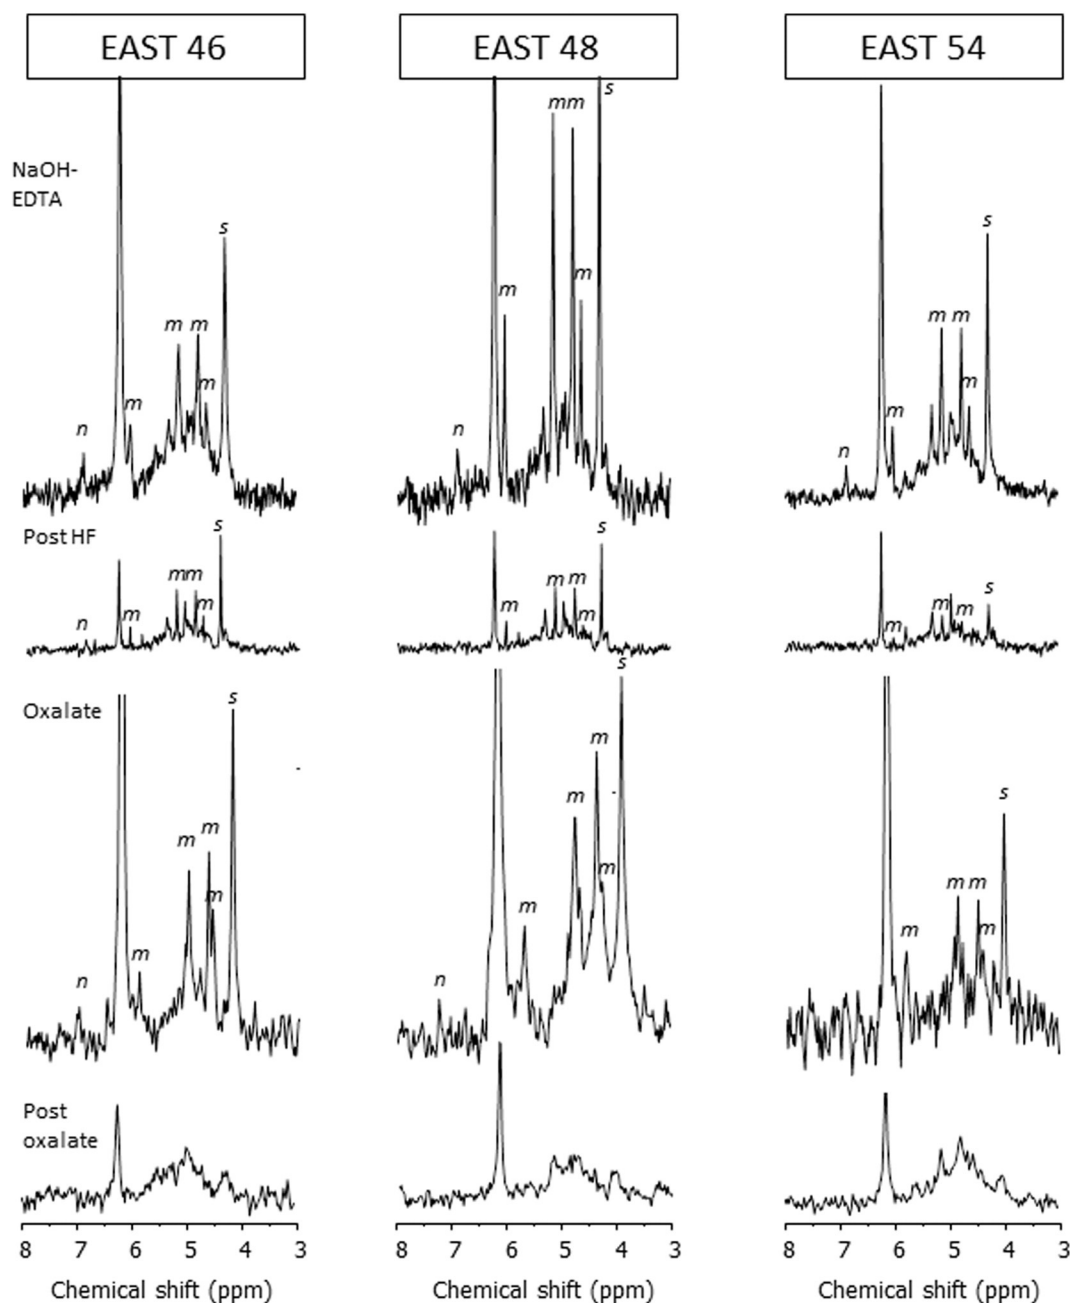 EAST 46 EAST 48 EAST 54
NaOH-
EDTA
n m m m m s
n m mm m s
n m m m m s
Post HF
n m mm m s
m m m m s
m m m s
Oxalate
n m m m m s
n m m m m s
m m m m s
Post
oxalate
8 7 6 5 4 3 8 7 6 5 4 3 8 7 6 5 4 3
Chemical shift (ppm) Chemical shift (ppm) Chemical shift (ppm)